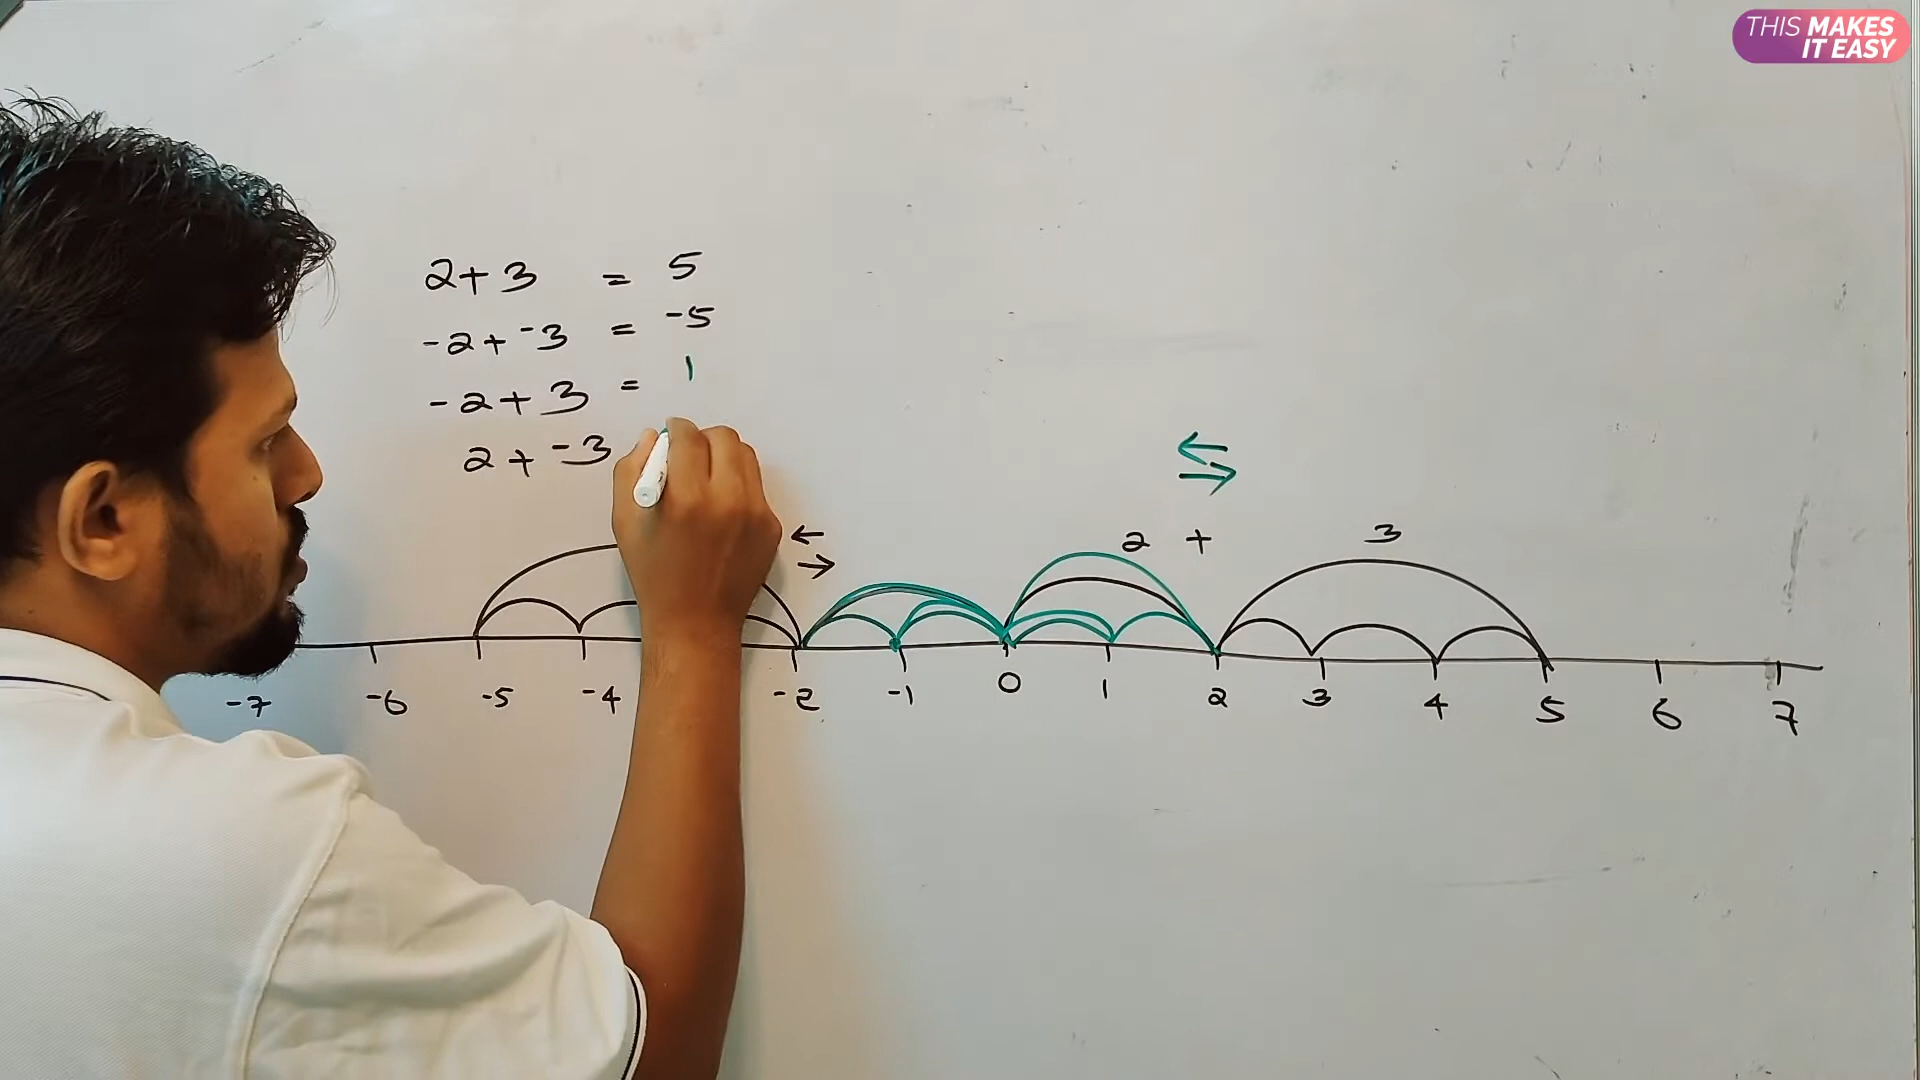 THIS MAKES
IT EASY
2+3 = 5
-2+-3 = -5
-2+3 = 1
2+-3
2 + 3
-7 -6 -5 -4 -2 -1 0 1 2 3 4 5 6 7